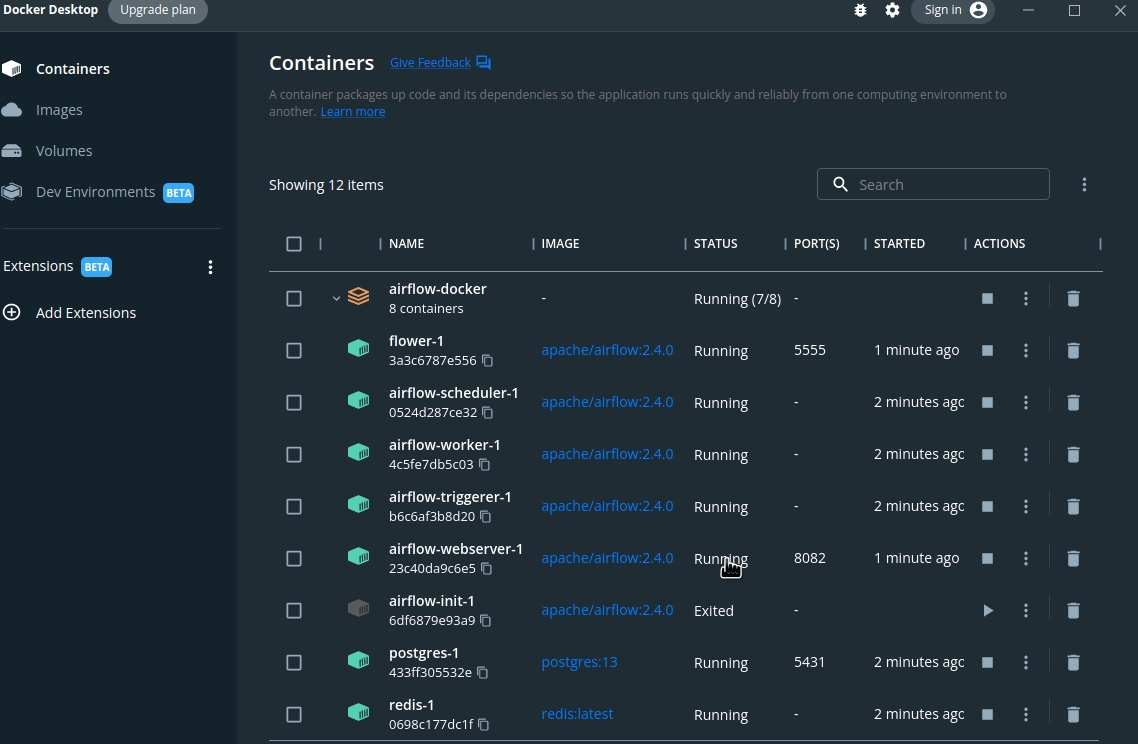 Docker Desktop Upgrade plan Sign in
Containers
Images
Volumes
Dev Environments BETA
Extensions BETA
Add Extensions
Containers Give Feedback
A container packages up code and its dependencies so the application runs quickly and reliably from one computing environment to
another. Learn more
Showing 12 items Search
NAME IMAGE STATUS PORT(S) STARTED ACTIONS
airflow-docker - Running (7/8) -
8 containers
flower-1 apache/airflow:2.4.0 Running 5555 1 minute ago
3a3c6787e556
airflow-scheduler-1 apache/airflow:2.4.0 Running - 2 minutes ago
0524d287ce32
airflow-worker-1 apache/airflow:2.4.0 Running - 2 minutes ago
4c5fe7db5c03
airflow-triggerer-1 apache/airflow:2.4.0 Running - 2 minutes ago
b6c6af3b8d20
airflow-webserver-1 apache/airflow:2.4.0 Running 8082 1 minute ago
23c40da9c6e5
airflow-init-1 apache/airflow:2.4.0 Exited -
6df6879e93a9
postgres-1 postgres:13 Running 5431 2 minutes ago
433ff305532e
redis-1 redis:latest Running - 2 minutes ago
0698c177dc1f